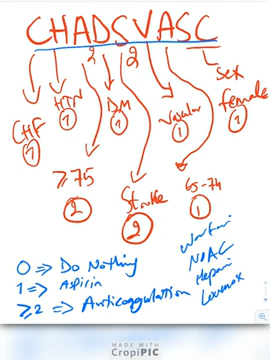 CHADSVASC
2 2
CHF
1
HTN
1
≥75
2
DM
1
Stroke
2
Vascular
1
65-74
1
Sex
female
1
0 => Do Nothing
1 => Aspirin
≥2 => Anticoagulation
Warfarin
NOAC
Heparin
Lovenox
MADE WITH
CropiPIC